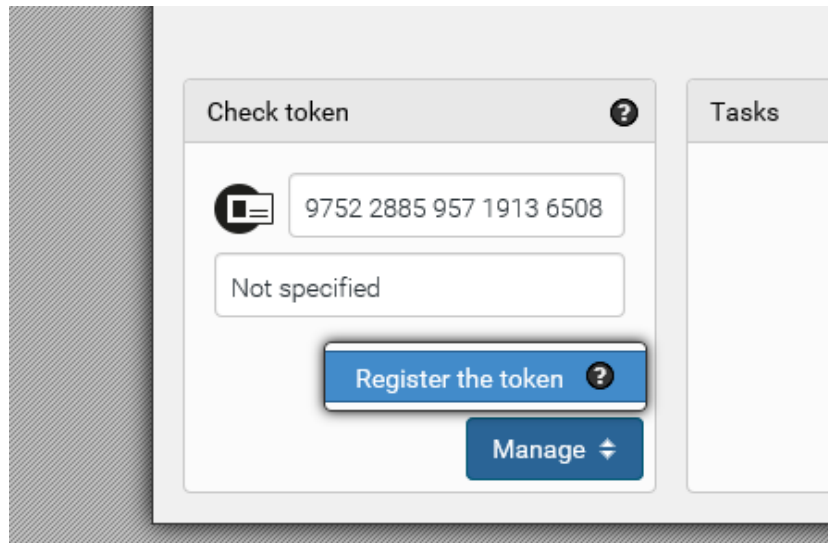 Check token
Tasks
9752 2885 957 1913 6508
Not specified
Register the token
Manage